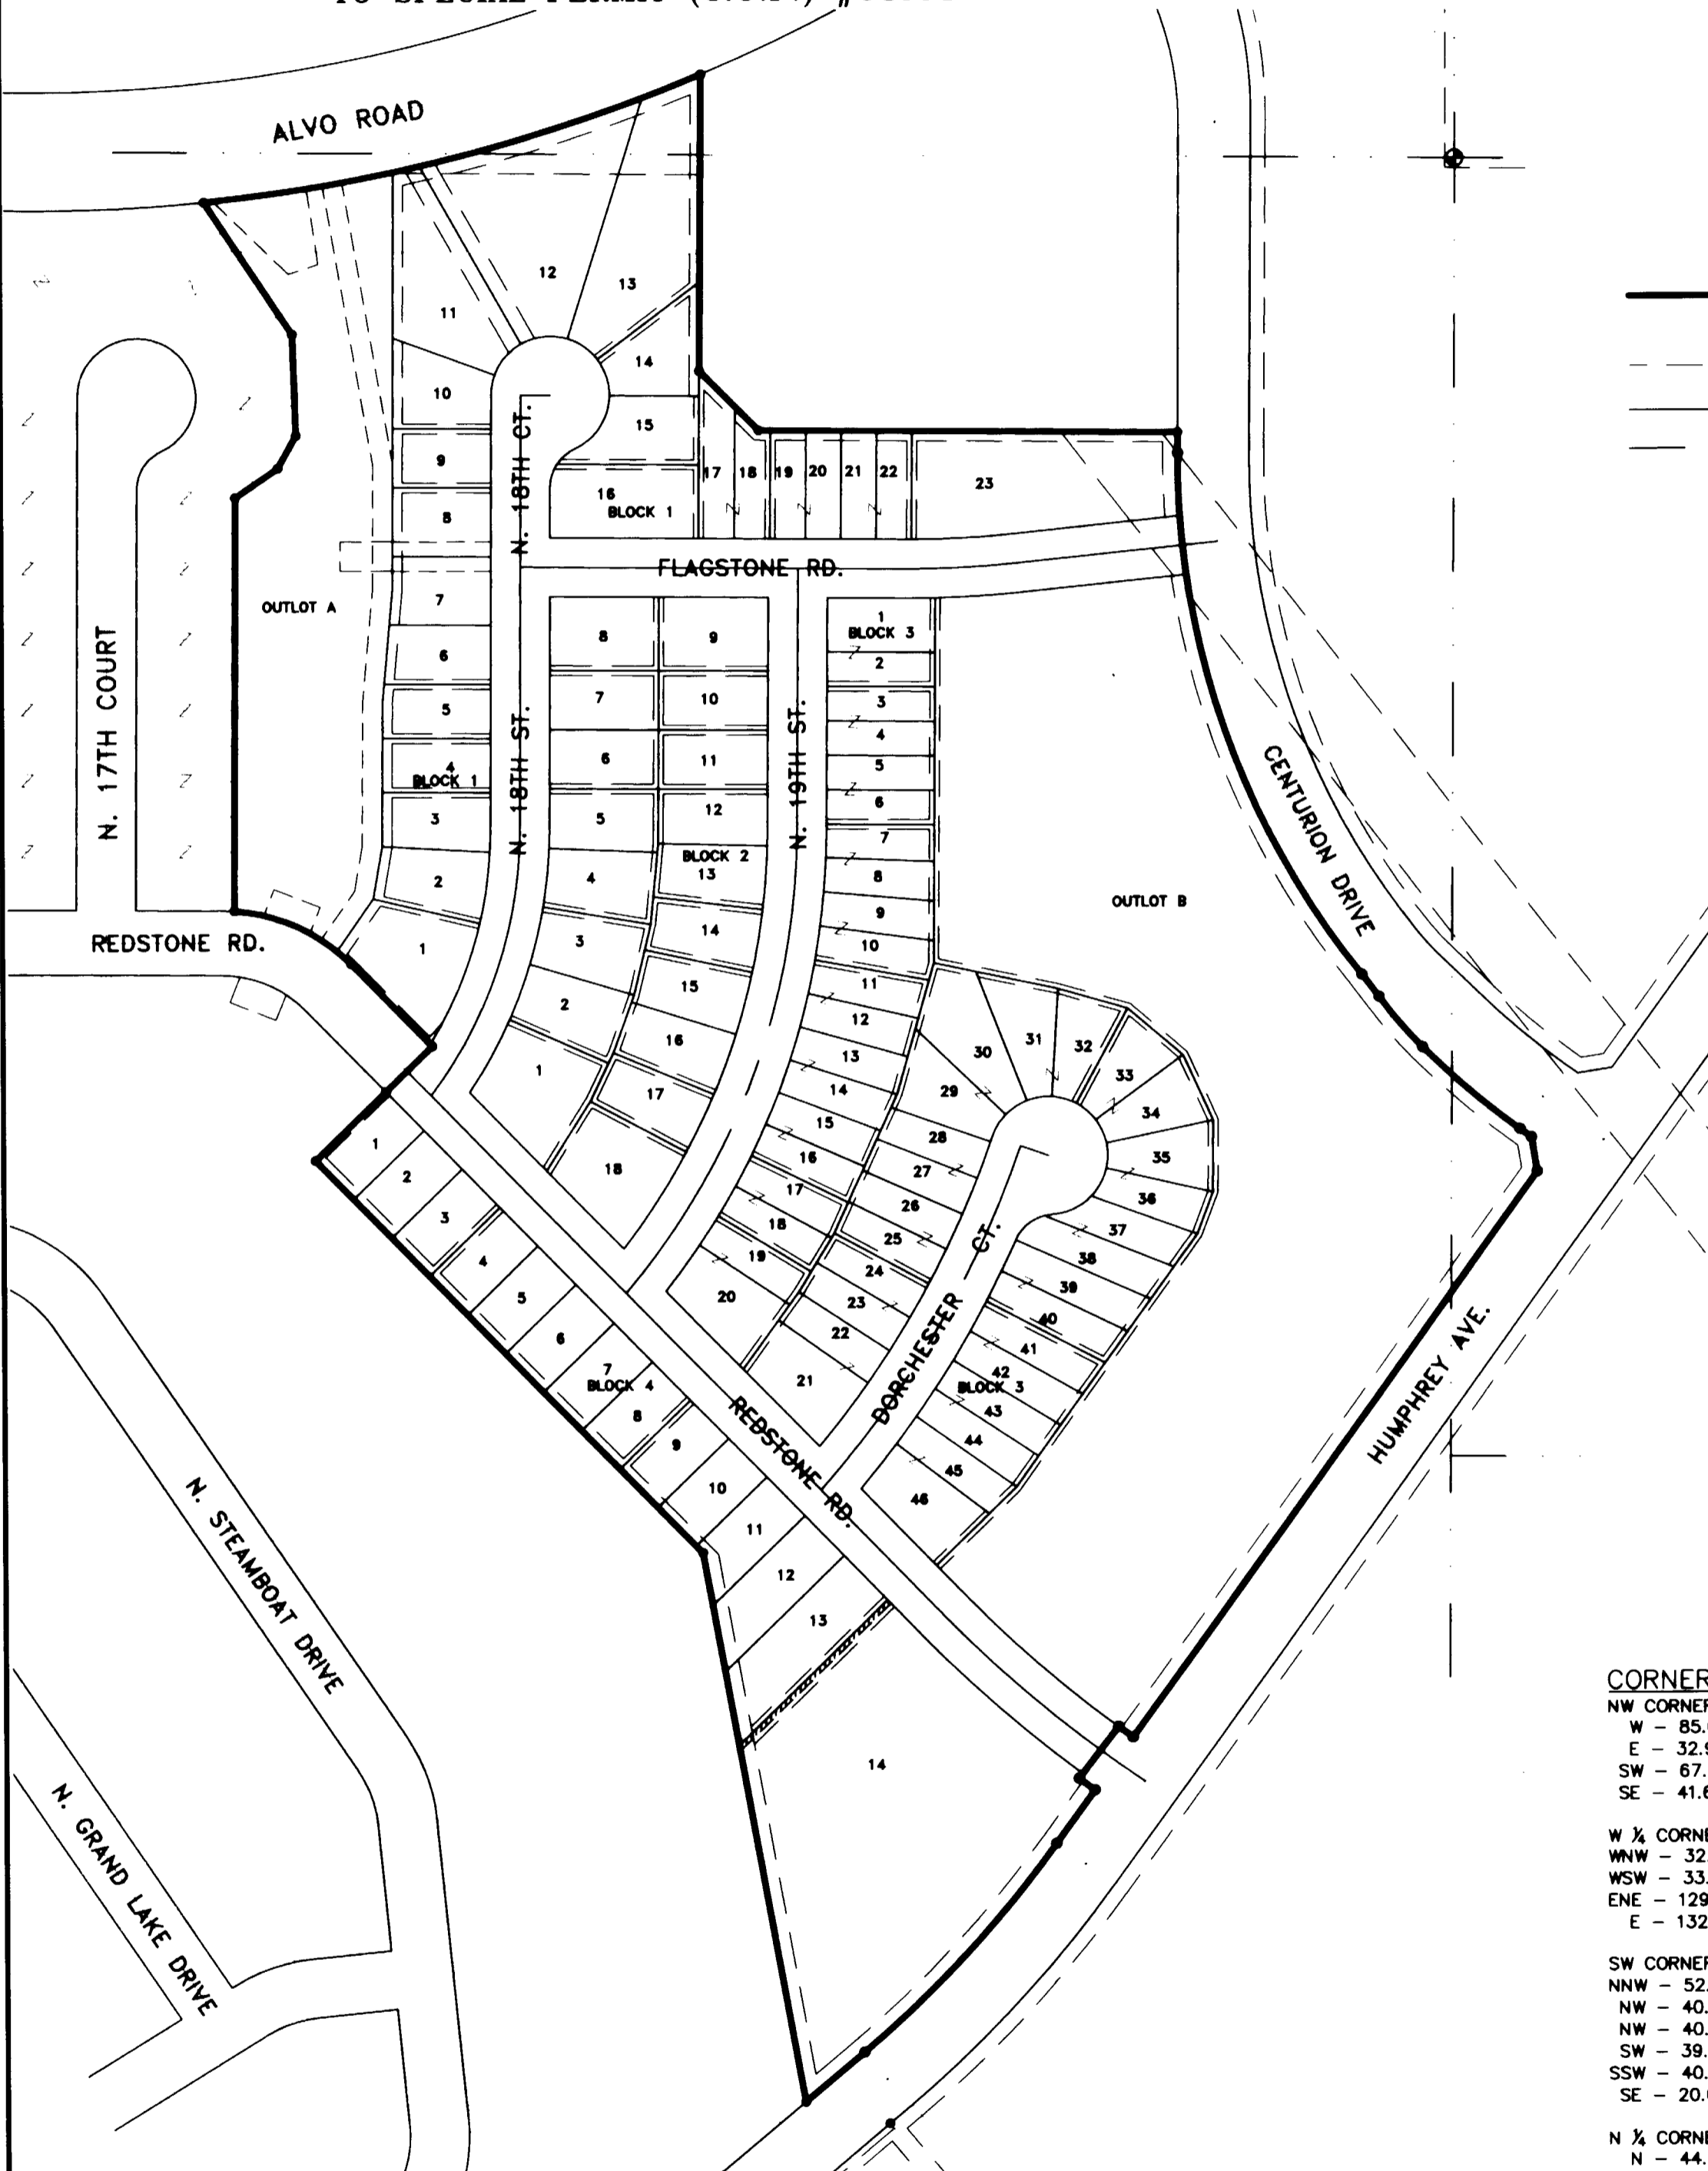 ALVO ROAD
12
13
11
14
10
15
N. 18TH CT.
9
17
18
19
20
21
22
23
16
8
BLOCK 1
FLAGSTONE RD.
OUTLOT A
7
1
8
9
BLOCK 3
6
2
N. 17TH COURT
5
7
10
3
N. 18TH ST.
N. 19TH ST.
4
4
6
11
5
BLOCK 1
CENTURION DRIVE
3
5
12
6
7
BLOCK 2
2
4
13
8
OUTLOT B
9
REDSTONE RD.
1
3
14
10
15
11
2
12
16
31
32
30
13
1
33
29
14
17
34
15
28
1
2
18
16
27
35
17
26
36
3
18
25
37
4
19
24
38
5
20
23
39
DORCHESTER CT.
40
6
22
41
7
21
42
BLOCK 4
BLOCK 3
43
8
REDSTONE RD.
HUMPHREY AVE.
9
44
45
10
46
11
12
N. STEAMBOAT DRIVE
13
14
N. GRAND LAKE DRIVE
CORNER
NW CORNER
W - 85.
E - 32.9
SW - 67.
SE - 41.6
W ¼ CORNE
WNW - 32.
WSW - 33.
ENE - 129
E - 132
SW CORNER
NNW - 52.
NW - 40.
NW - 40.
SW - 39.
SSW - 40.
SE - 20.
N ¼ CORNE
N - 44.